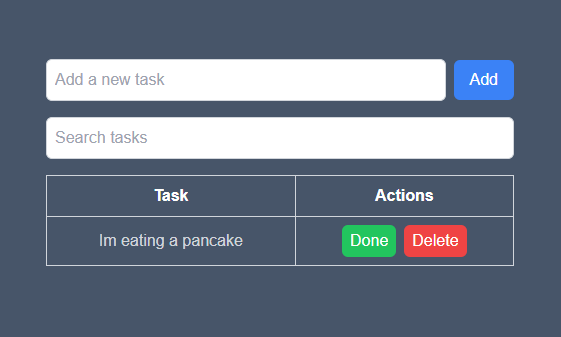 Add a new task Add
Search tasks
Task Actions
Im eating a pancake Done Delete